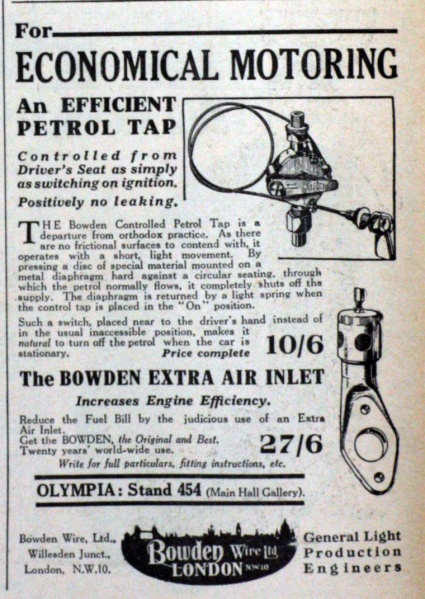 For
ECONOMICAL MOTORING
An EFFICIENT
PETROL TAP
Controlled from
Driver's Seat as simply
as switching on ignition.
Positively no leaking.
THE Bowden Controlled Petrol Tap is a
departure from orthodox practice. As there
are no frictional surfaces to contend with, it
operates with a short, light movement. By
pressing a disc of special material mounted on a
metal diaphragm hard against a circular seating, through
which the petrol normally flows, it completely shuts off the
supply. The diaphragm is returned by a light spring when
the control tap is placed in the "On" position.
Such a switch, placed near to the driver's hand instead of
in the usual inaccessible position, makes it
natural to turn off the petrol when the car is
stationary. Price complete 10/6
The BOWDEN EXTRA AIR INLET
Increases Engine Efficiency.
Reduce the Fuel Bill by the judicious use of an Extra
Air Inlet.
Get the BOWDEN, the Original and Best.
Twenty years' world-wide use. 27/6
Write for full particulars, fitting instructions, etc.
OLYMPIA: Stand 454 (Main Hall Gallery).
Bowden Wire, Ltd.,
Willesden Junct.,
London, N.W.10.
Bowden Wire Ltd
LONDON N.W.10
General Light
Production
Engineers